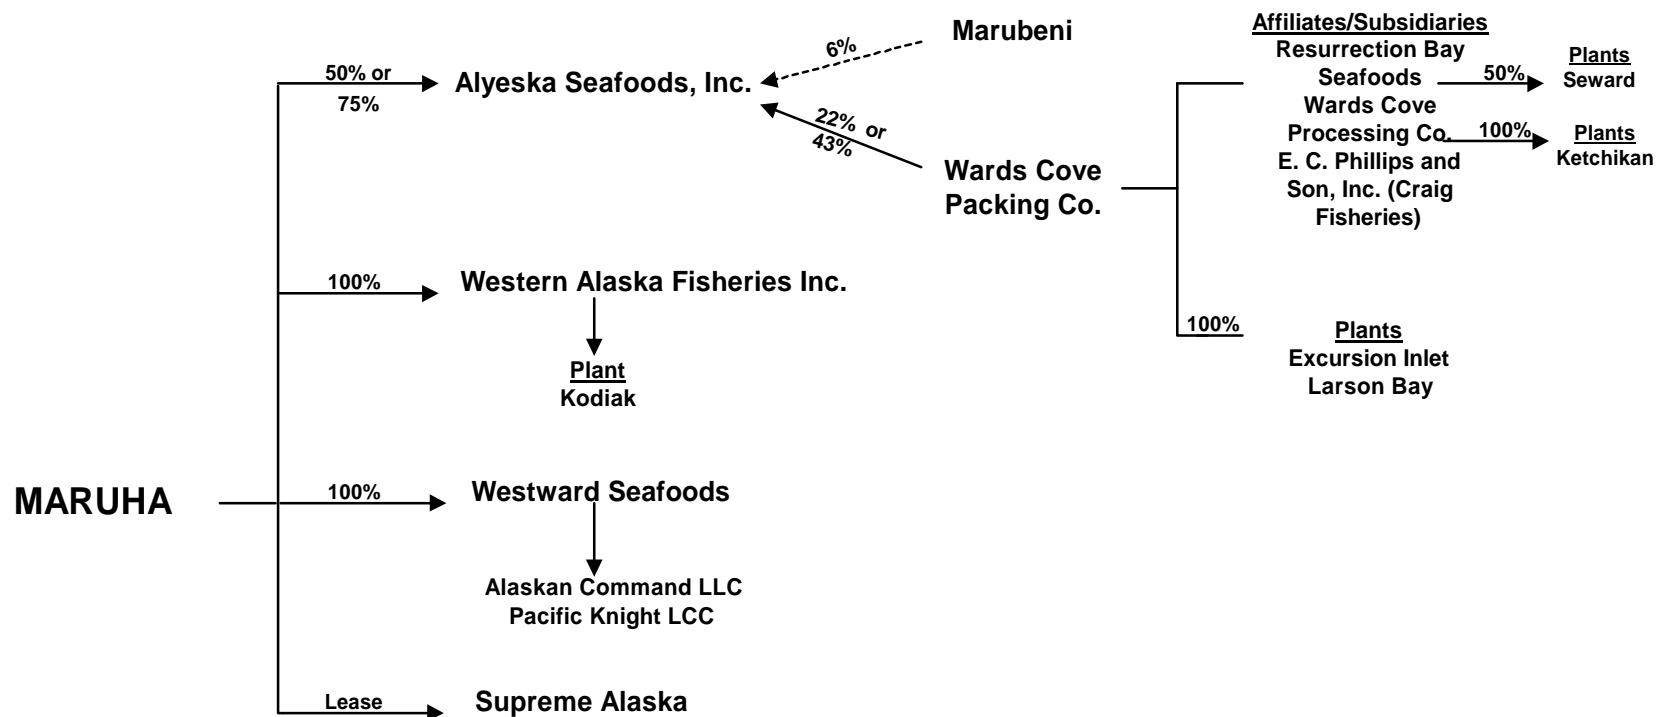 Marubeni
6%
50% or
75%
Alyeska Seafoods, Inc.
22% or
43%
Wards Cove
Packing Co.
Affiliates/Subsidiaries
Resurrection Bay
Seafoods
Wards Cove
Processing Co.
E. C. Phillips and
Son, Inc. (Craig
Fisheries)
50%
Plants
Seward
100%
Plants
Ketchikan
100%
Western Alaska Fisheries Inc.
Plant
Kodiak
100%
Plants
Excursion Inlet
Larson Bay
MARUHA
100%
Westward Seafoods
Alaskan Command LLC
Pacific Knight LCC
Lease
Supreme Alaska